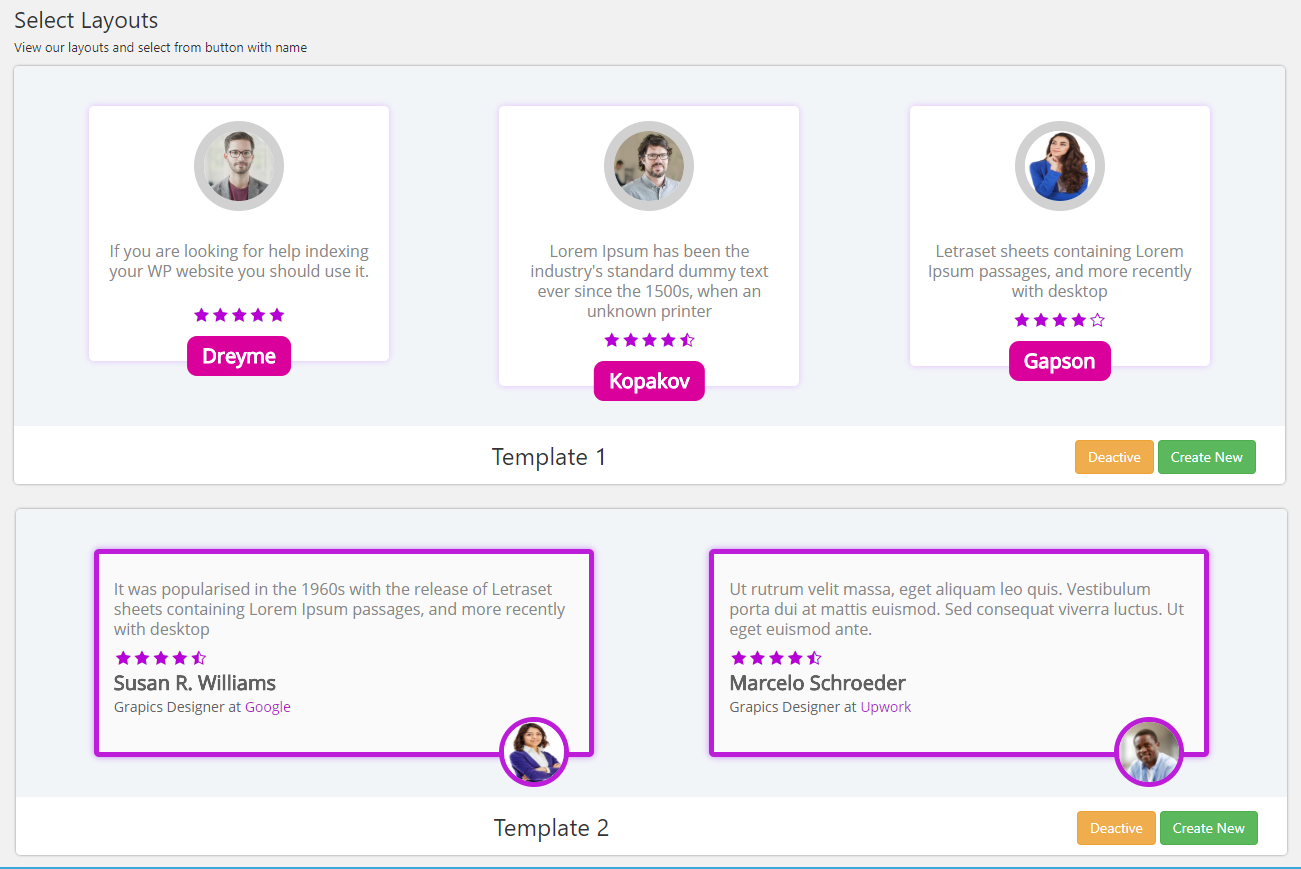 Select Layouts
View our layouts and select from button with name
If you are looking for help indexing
your WP website you should use it.
Dreyme
Lorem Ipsum has been the
industry's standard dummy text
ever since the 1500s, when an
unknown printer
Kopakov
Letraset sheets containing Lorem
Ipsum passages, and more recently
with desktop
Gapson
Template 1
Deactive
Create New
It was popularised in the 1960s with the release of Letraset
sheets containing Lorem Ipsum passages, and more recently
with desktop
Susan R. Williams
Grapics Designer at Google
Ut rutrum velit massa, eget aliquam leo quis. Vestibulum
porta dui at mattis euismod. Sed consequat viverra luctus. Ut
eget euismod ante.
Marcelo Schroeder
Grapics Designer at Upwork
Template 2
Deactive
Create New